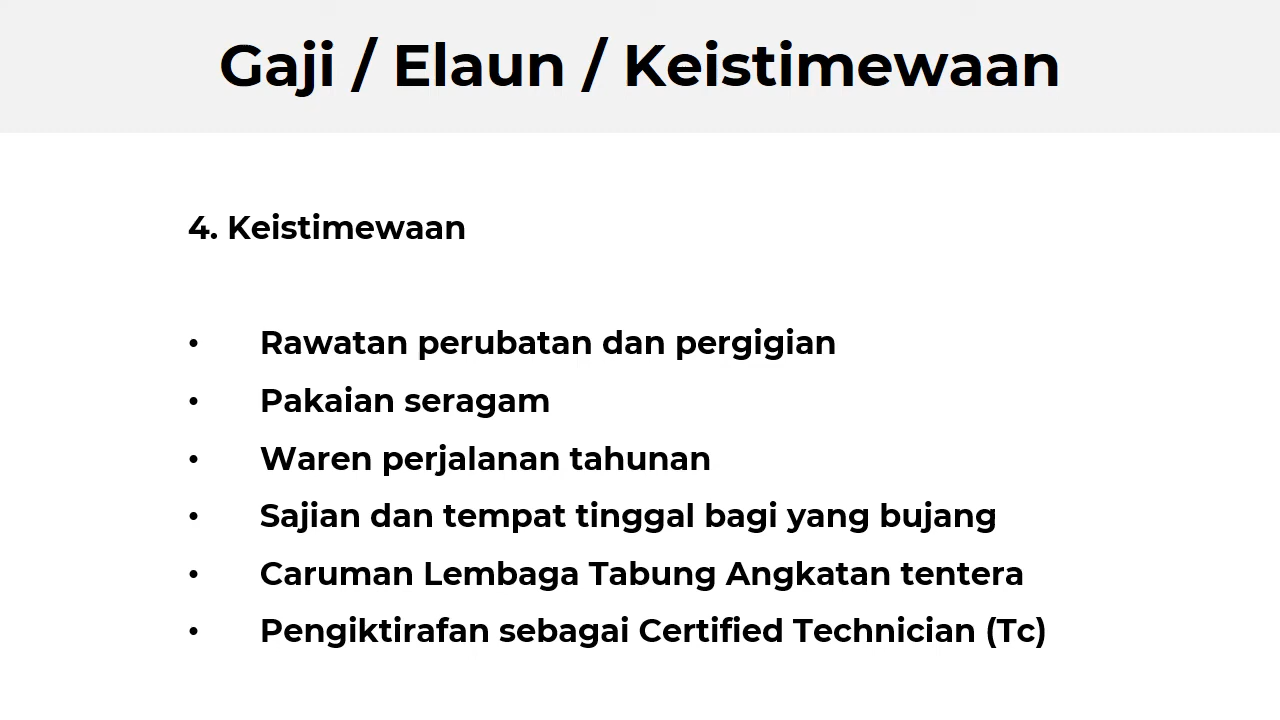 Gaji / Elaun / Keistimewaan
4. Keistimewaan
• Rawatan perubatan dan pergigian
• Pakaian seragam
• Waren perjalanan tahunan
• Sajian dan tempat tinggal bagi yang bujang
• Caruman Lembaga Tabung Angkatan tentera
• Pengiktirafan sebagai Certified Technician (Tc)